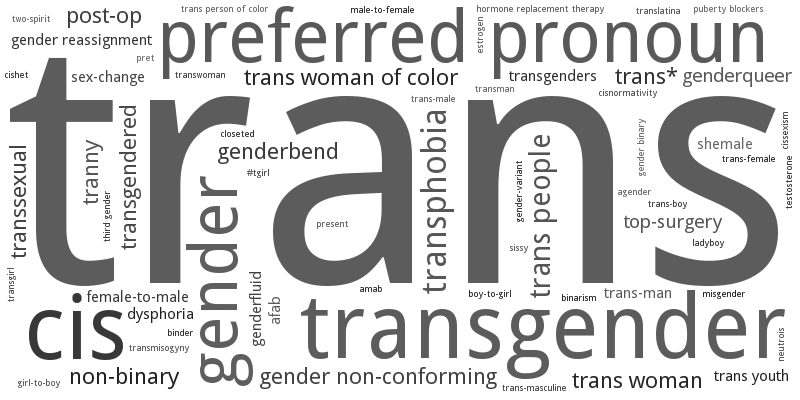 two-spirit
post-op
trans person of color
male-to-female
hormone replacement therapy
translatina
puberty blockers
gender reassignment
preferred pronoun
estrogen
pret
cishet
sex-change
transwoman
trans woman of color
transgenders
trans*
genderqueer
transman
cisnormativity
trans
trans-male
closeted
genderbend
#tgirl
transsexual
tranny
third gender
transgendered
gender
transphobia
gender-variant
trans people
gender binary
shemale
trans-female
cissexism
testosterone
agender
trans-boy
top-surgery
present
sissy
ladyboy
transgirl
female-to-male
dysphoria
cis
binder
transmisogyny
genderfluid
afab
amab
boy-to-girl
binarism
trans-man
misgender
transgender
neutrois
girl-to-boy
non-binary
gender non-conforming
trans-masculine
trans woman
trans youth